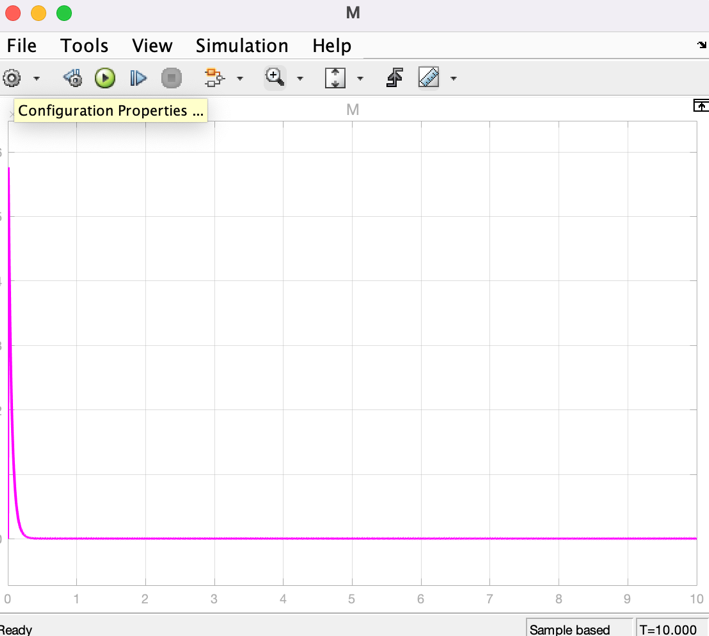 M
File Tools View Simulation Help
Configuration Properties ...
M
0
0 1 2 3 4 5 6 7 8 9 10
Ready
Sample based
T=10.000